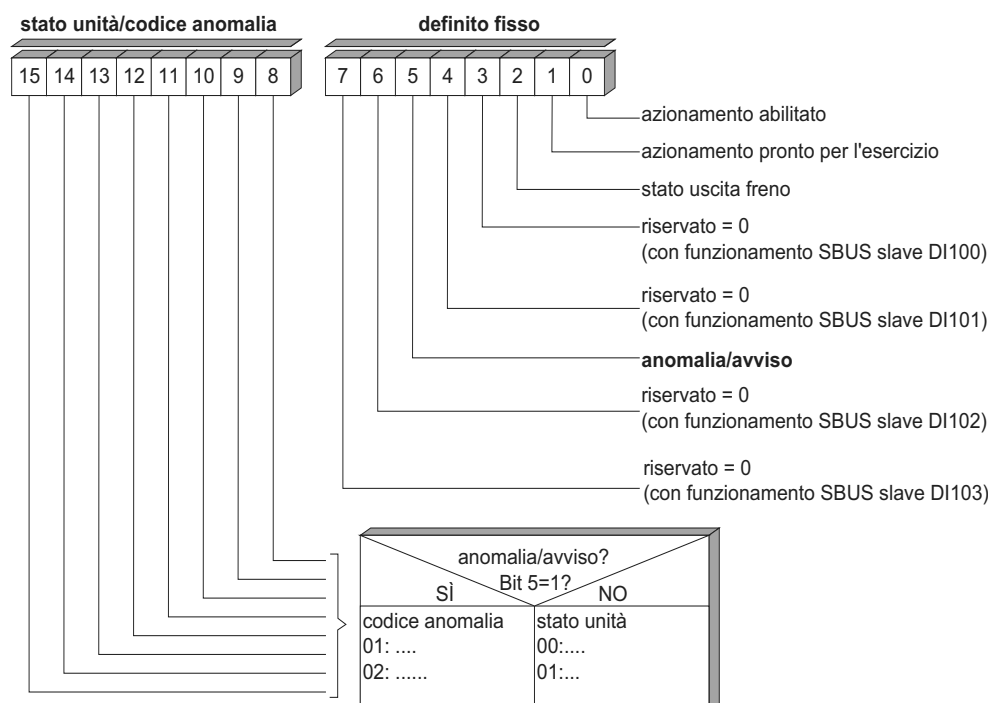 stato unità/codice anomalia
definito fisso
15 14 13 12 11 10 9 8
7 6 5 4 3 2 1 0
azionamento abilitato
azionamento pronto per l'esercizio
stato uscita freno
riservato = 0
(con funzionamento SBUS slave DI100)
riservato = 0
(con funzionamento SBUS slave DI101)
anomalia/avviso
riservato = 0
(con funzionamento SBUS slave DI102)
riservato = 0
(con funzionamento SBUS slave DI103)
anomalia/avviso?
Bit 5=1?
SÌ
NO
codice anomalia
01: ....
02: ......
stato unità
00:....
01:...